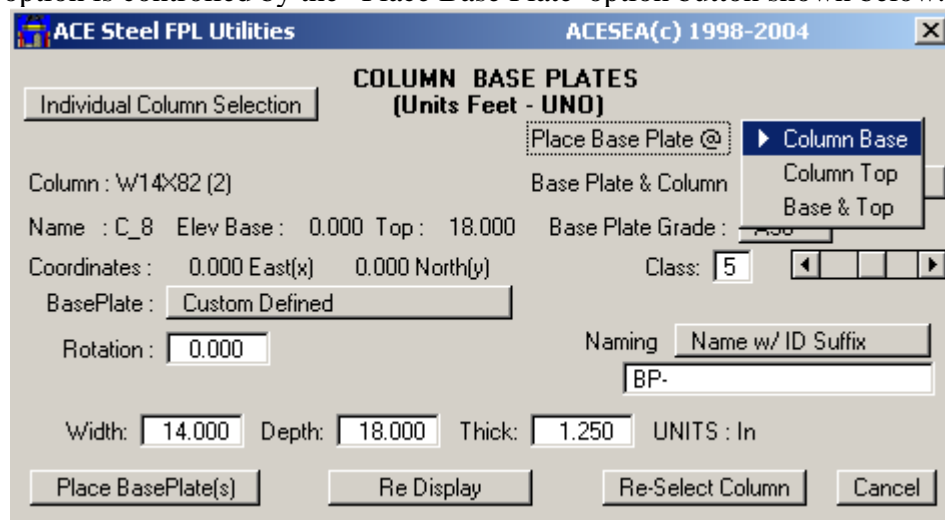 option is controlled by the "Place Base Plate" option button shown below.
ACE Steel FPL Utilities ACESEA(c) 1998-2004
COLUMN BASE PLATES
Individual Column Selection (Units Feet - UNO)
Place Base Plate @ Column Base
Column Top
Base & Top
Column : W14X82 (2) Base Plate & Column
Name : C_8 Elev Base : 0.000 Top : 18.000 Base Plate Grade :
Coordinates : 0.000 East(x) 0.000 North(y) Class: 5
BasePlate : Custom Defined
Rotation : 0.000 Naming Name w/ ID Suffix
BP-
Width: 14.000 Depth: 18.000 Thick: 1.250 UNITS : In
Place BasePlate(s) Re Display Re-Select Column Cancel